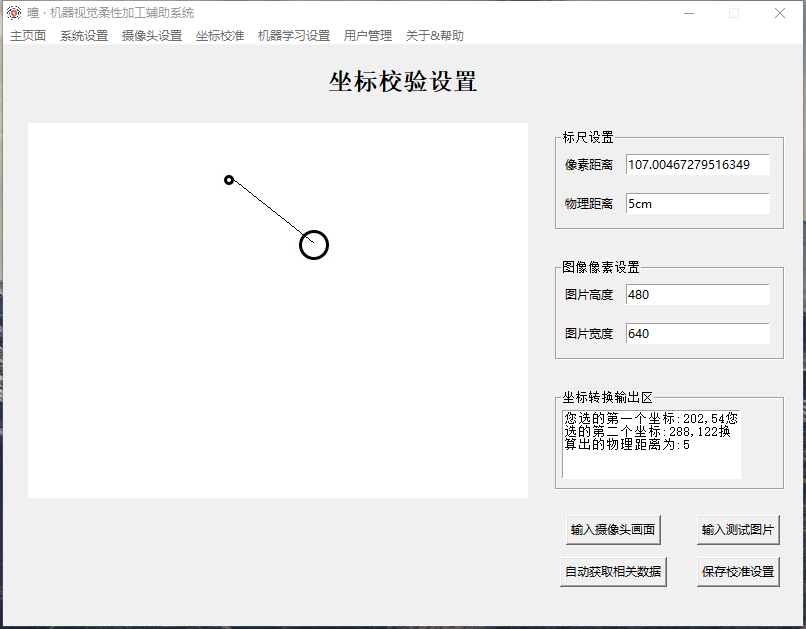 瞳·机器视觉柔性加工辅助系统
主页面 系统设置 摄像头设置 坐标校准 机器学习设置 用户管理 关于&帮助
坐标校验设置
标尺设置
像素距离 107.00467279516349
物理距离 5cm
图像像素设置
图片高度 480
图片宽度 640
坐标转换输出区
您选的第一个坐标:202,54您
选的第二个坐标:288,122换
算出的物理距离为:5
输入摄像头画面 输入测试图片
自动获取相关数据 保存校准设置